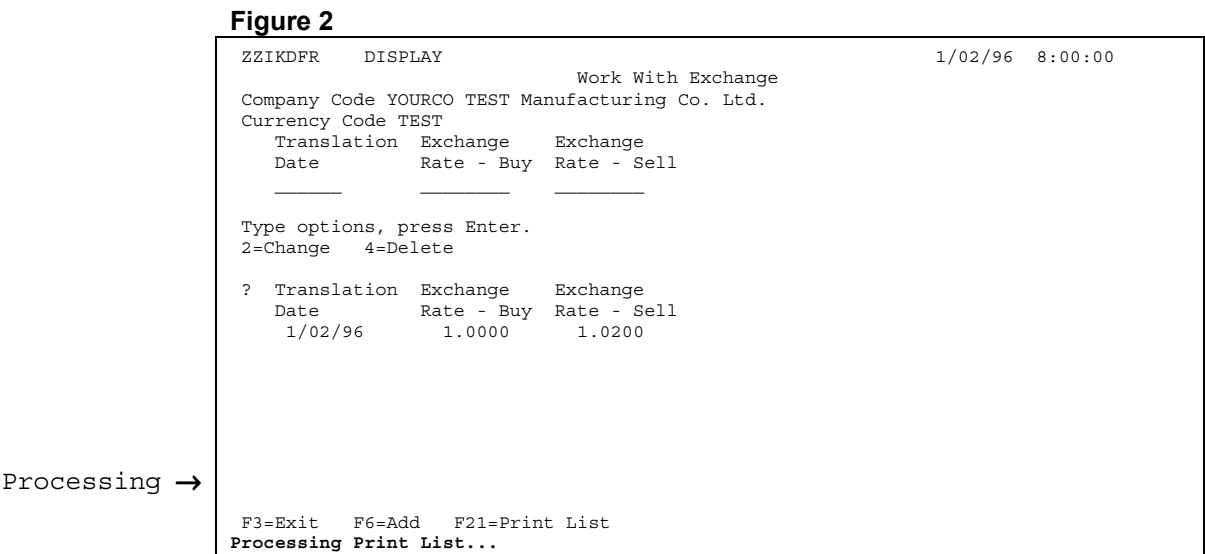 Figure 2
ZZIKDFR DISPLAY 1/02/96 8:00:00
Work With Exchange
Company Code YOURCO TEST Manufacturing Co. Ltd.
Currency Code TEST
Translation Exchange Exchange
Date Rate - Buy Rate - Sell
______ ________ ________
Type options, press Enter.
2=Change 4=Delete
? Translation Exchange Exchange
Date Rate - Buy Rate - Sell
1/02/96 1.0000 1.0200
Processing →
F3=Exit F6=Add F21=Print List
Processing Print List...